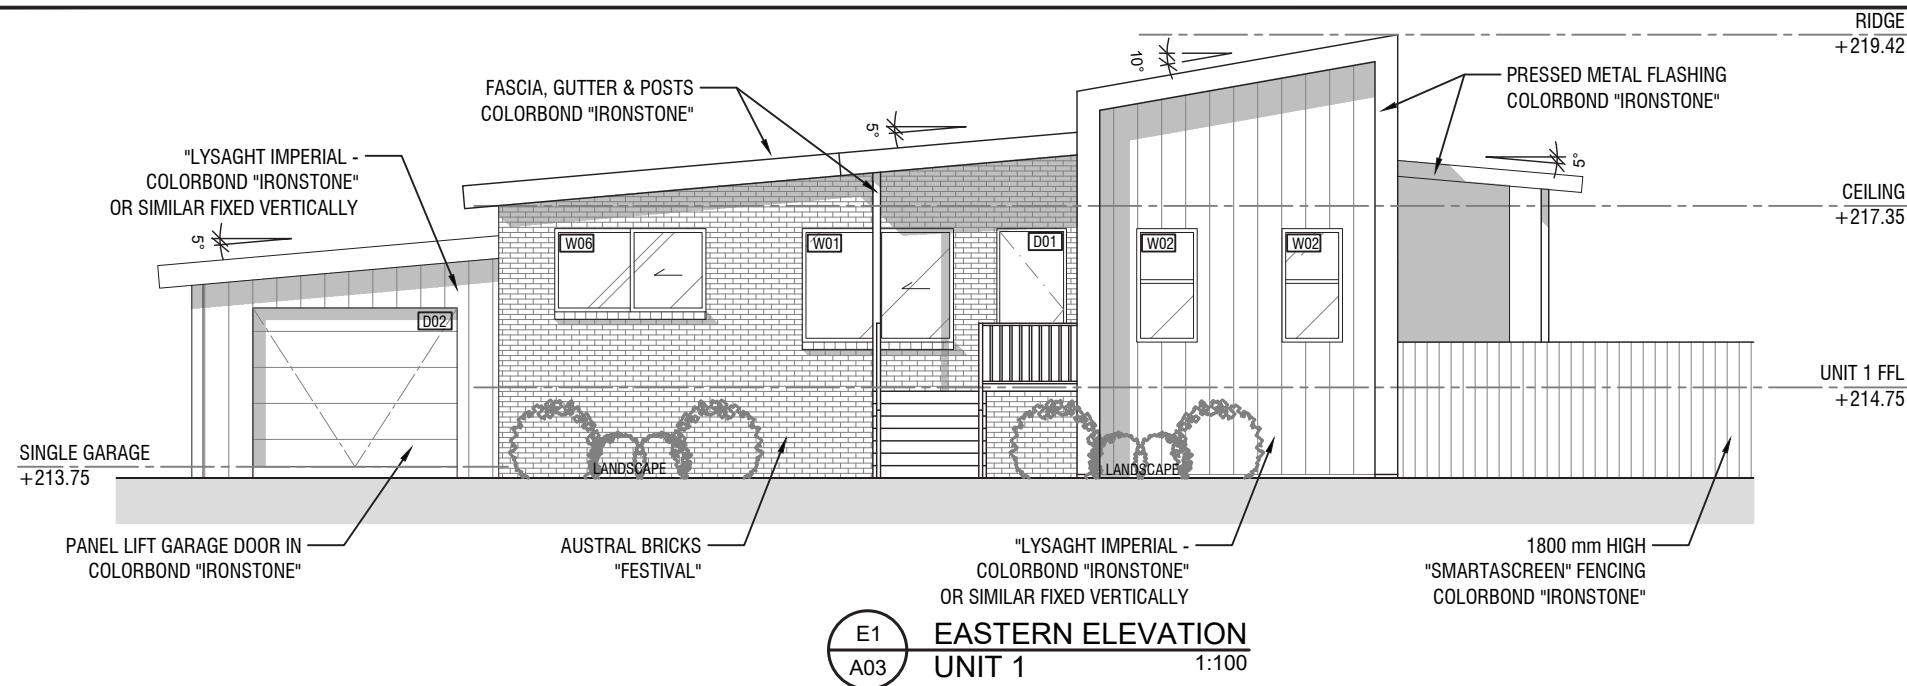 RIDGE
+219.42
10°
PRESSED METAL FLASHING
COLORBOND "IRONSTONE"
FASCIA, GUTTER & POSTS
COLORBOND "IRONSTONE"
5°
"LYSAGHT IMPERIAL -
COLORBOND "IRONSTONE"
OR SIMILAR FIXED VERTICALLY
5°
CEILING
+217.35
5°
W06
W01
D01
W02
W02
D02
UNIT 1 FFL
+214.75
SINGLE GARAGE
+213.75
LANDSCAPE
LANDSCAPE
PANEL LIFT GARAGE DOOR IN
COLORBOND "IRONSTONE"
AUSTRAL BRICKS
"FESTIVAL"
"LYSAGHT IMPERIAL -
COLORBOND "IRONSTONE"
OR SIMILAR FIXED VERTICALLY
1800 mm HIGH
"SMARTASCREEN" FENCING
COLORBOND "IRONSTONE"
E1
A03
EASTERN ELEVATION
UNIT 1
1:100